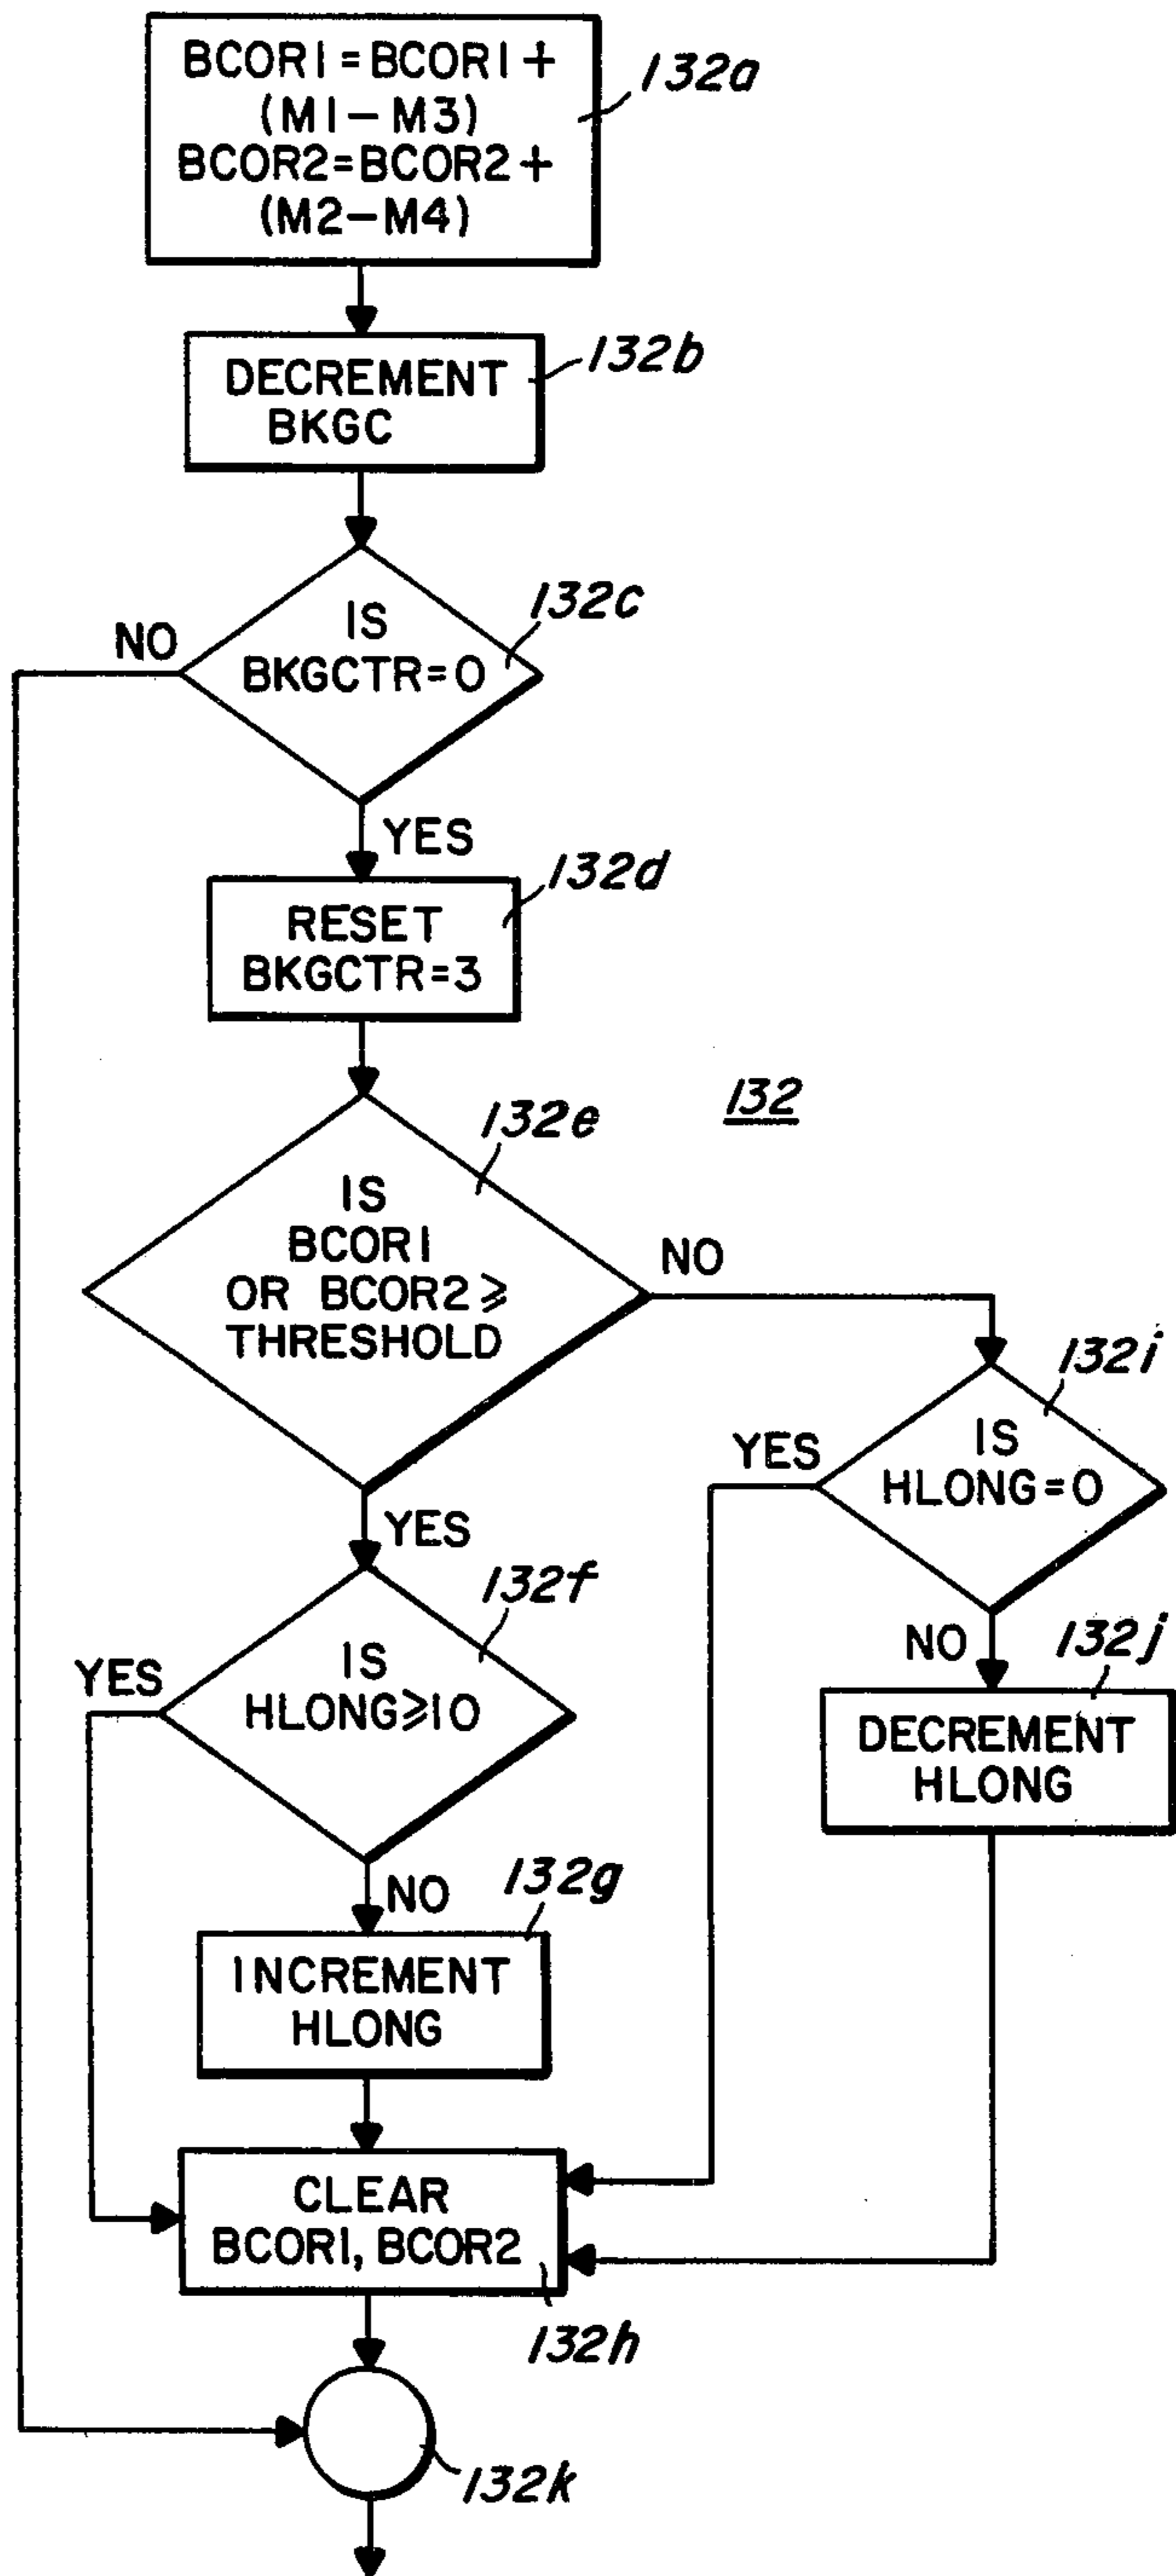 BCOR1=BCOR1+
(M1-M3)
BCOR2=BCOR2+
(M2-M4)
132a
DECREMENT
BKGC
132b
IS
BKGCTR=0
132c
NO
YES
RESET
BKGCTR=3
132d
132
IS
BCOR1
OR BCOR2≥
THRESHOLD
132e
NO
YES
IS
HLONG=0
132i
YES
NO
DECREMENT
HLONG
132j
IS
HLONG≥10
132f
YES
NO
INCREMENT
HLONG
132g
CLEAR
BCOR1, BCOR2
132h
132k